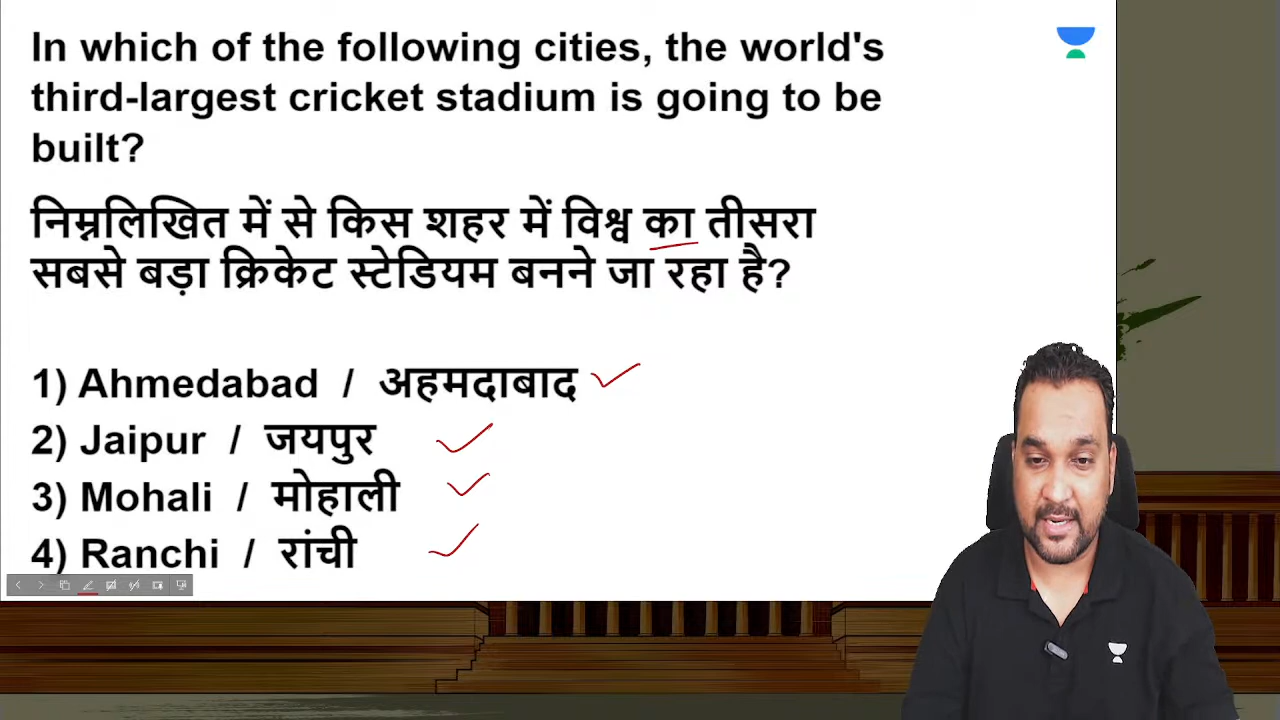 In which of the following cities, the world's
third-largest cricket stadium is going to be
built?
निम्नलिखित में से किस शहर में विश्व का तीसरा
सबसे बड़ा क्रिकेट स्टेडियम बनने जा रहा है?
1) Ahmedabad / अहमदाबाद
2) Jaipur / जयपुर
3) Mohali / मोहाली
4) Ranchi / रांची